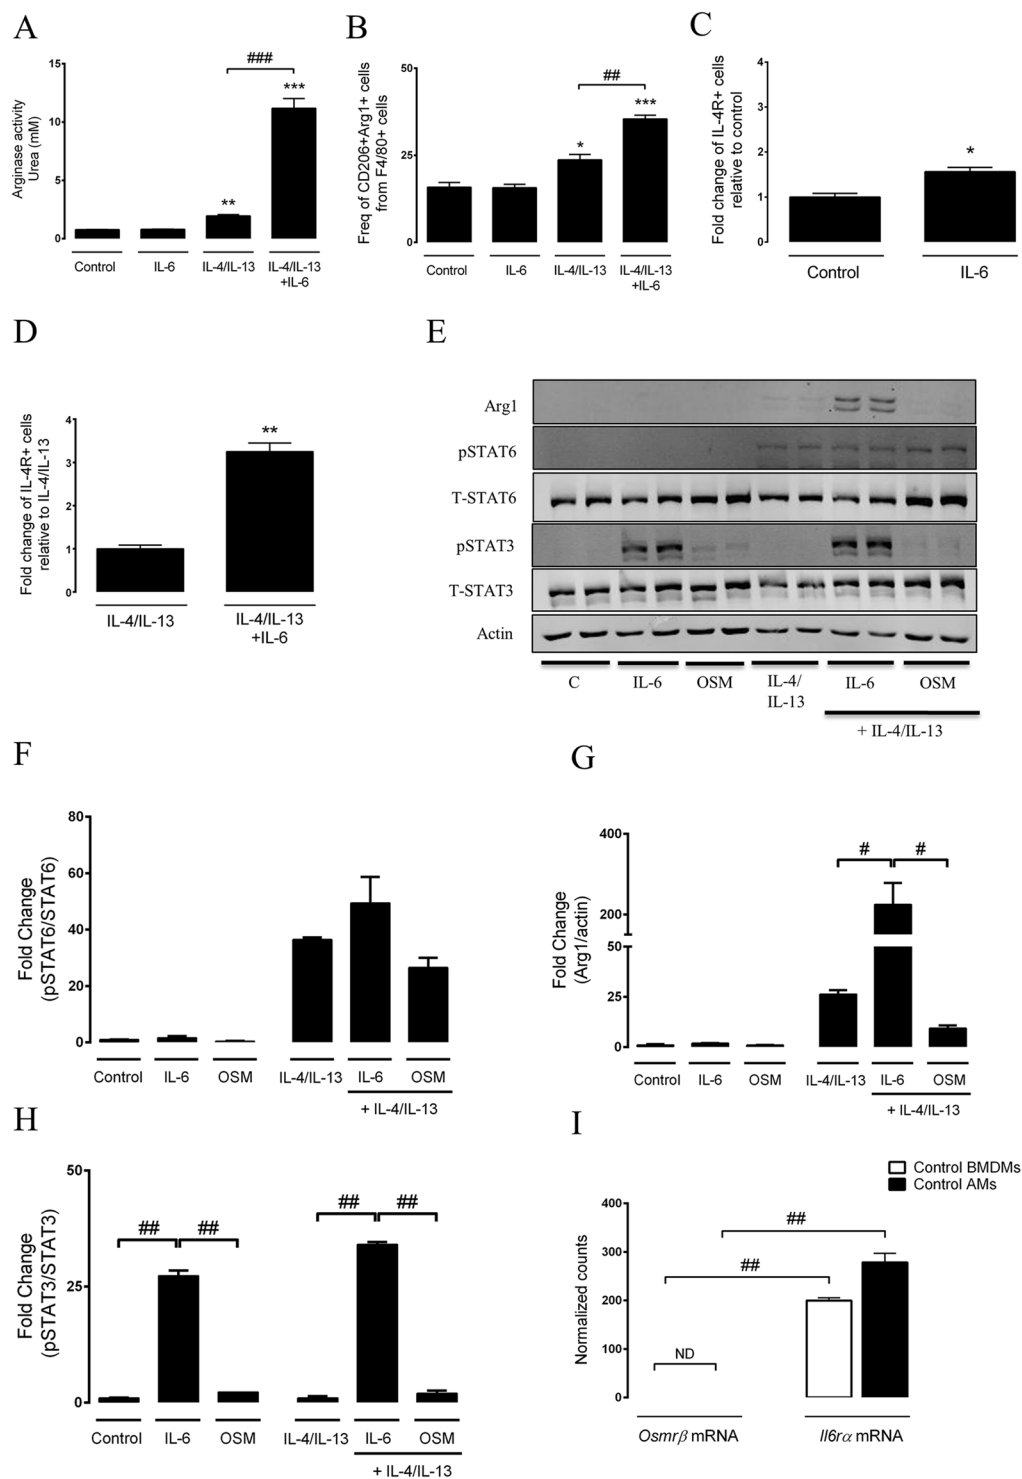 A
Arginase activity
Urea (mM)
15
10
5
0
###
**
***
Control
IL-6
IL-4/IL-13
IL-4/IL-13
+IL-6
B
Freq of CD206+Arg1+ cells
from F4/80+ cells
50
25
0
##
*
***
Control
IL-6
IL-4/IL-13
IL-4/IL-13
+IL-6
C
Fold change of IL-4R+ cells
relative to control
4
3
2
1
0
*
Control
IL-6
D
Fold change of IL-4R+ cells
relative to IL-4/IL-13
4
3
2
1
0
**
IL-4/IL-13
IL-4/IL-13
+IL-6
E
Arg1
pSTAT6
T-STAT6
pSTAT3
T-STAT3
Actin
C
IL-6
OSM
IL-4/
IL-13
IL-6
OSM
+ IL-4/IL-13
F
Fold Change
(pSTAT6/STAT6)
80
60
40
20
0
Control
IL-6
OSM
IL-4/IL-13
IL-6
OSM
+ IL-4/IL-13
G
Fold Change
(Arg1/actin)
400
200
50
25
0
#
#
Control
IL-6
OSM
IL-4/IL-13
IL-6
OSM
+ IL-4/IL-13
H
Fold Change
(pSTAT3/STAT3)
50
25
0
##
##
##
##
Control
IL-6
OSM
IL-4/IL-13
IL-6
OSM
+ IL-4/IL-13
I
Control BMDMs
Control AMs
Normalized counts
400
300
200
100
0
##
##
ND
Osmrβ mRNA
Il6rα mRNA